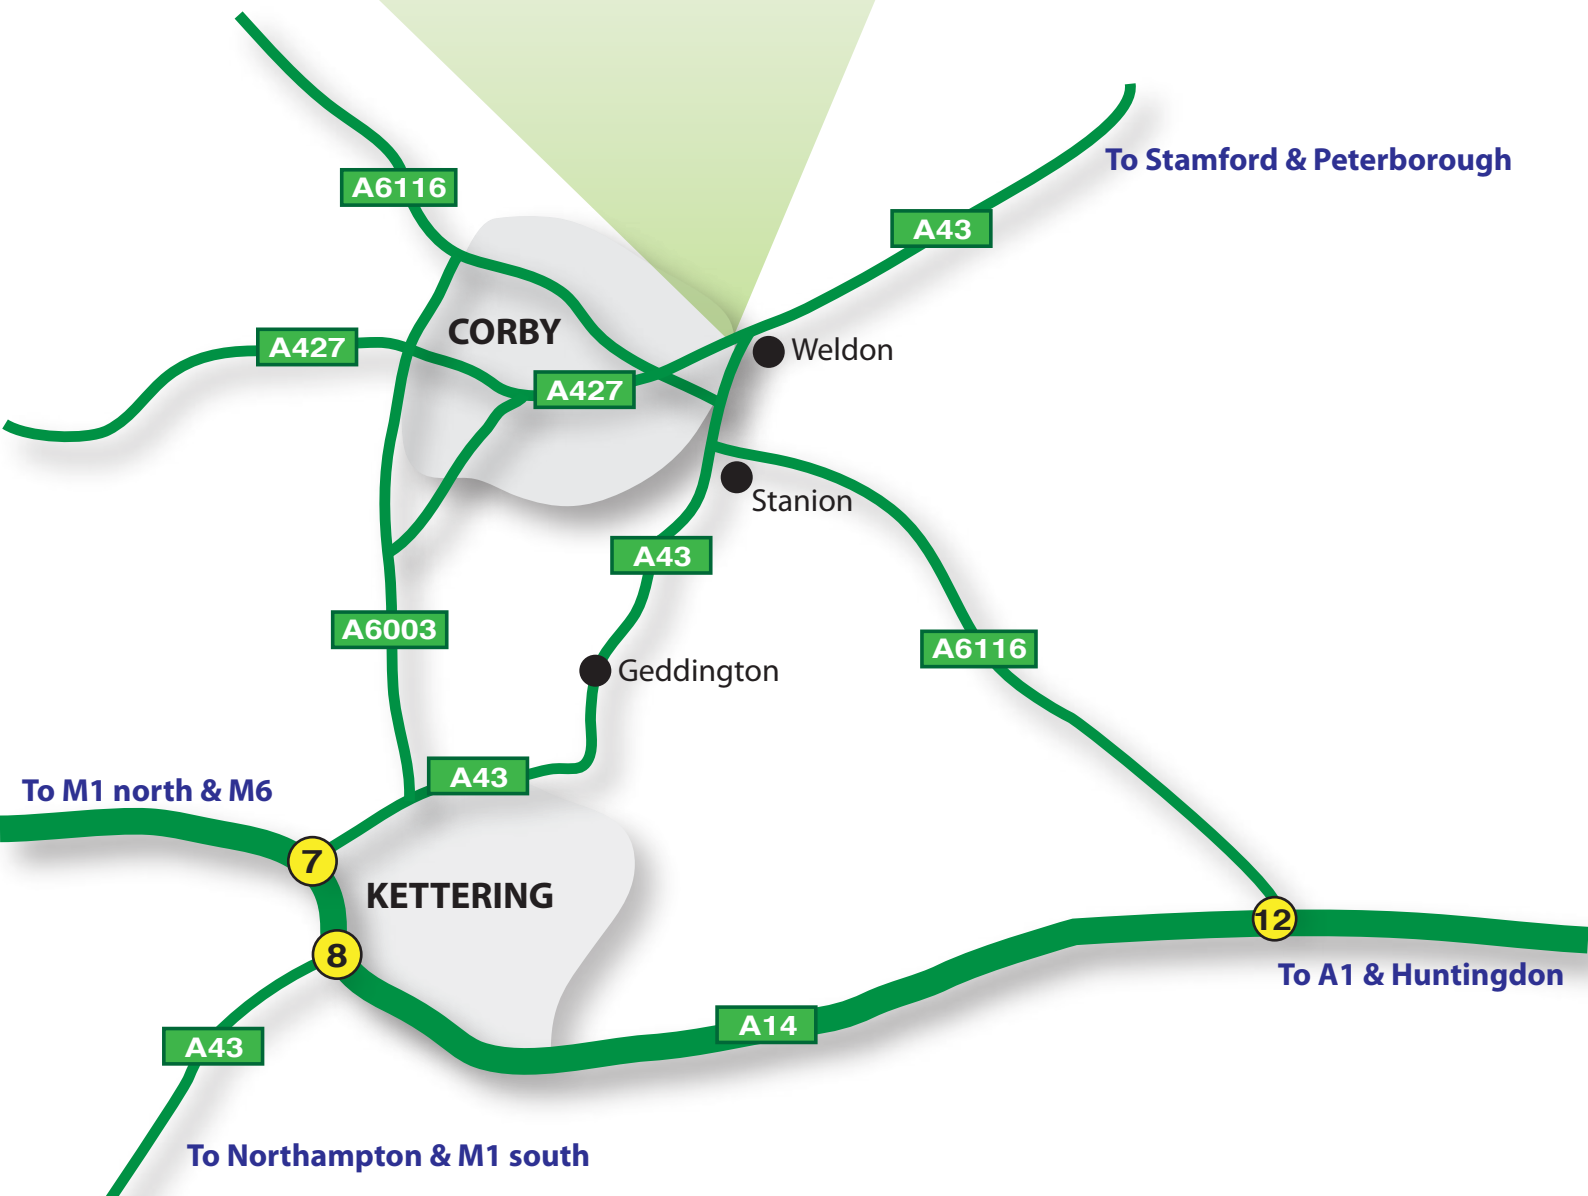 To Stamford & Peterborough
A6116
A43
CORBY
A427
Weldon
A427
Stanion
A43
A6003
A6116
Geddington
A43
To M1 north & M6
7
KETTERING
12
8
To A1 & Huntingdon
A14
A43
To Northampton & M1 south